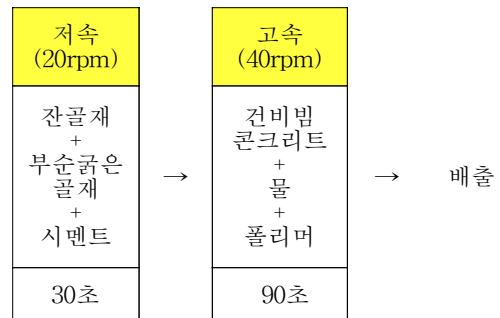 저속
(20rpm)
잔골재
+
부순굵은
골재
+
시멘트
30초
→
고속
(40rpm)
건비빔
콘크리트
+
물
+
폴리머
90초
→
배출